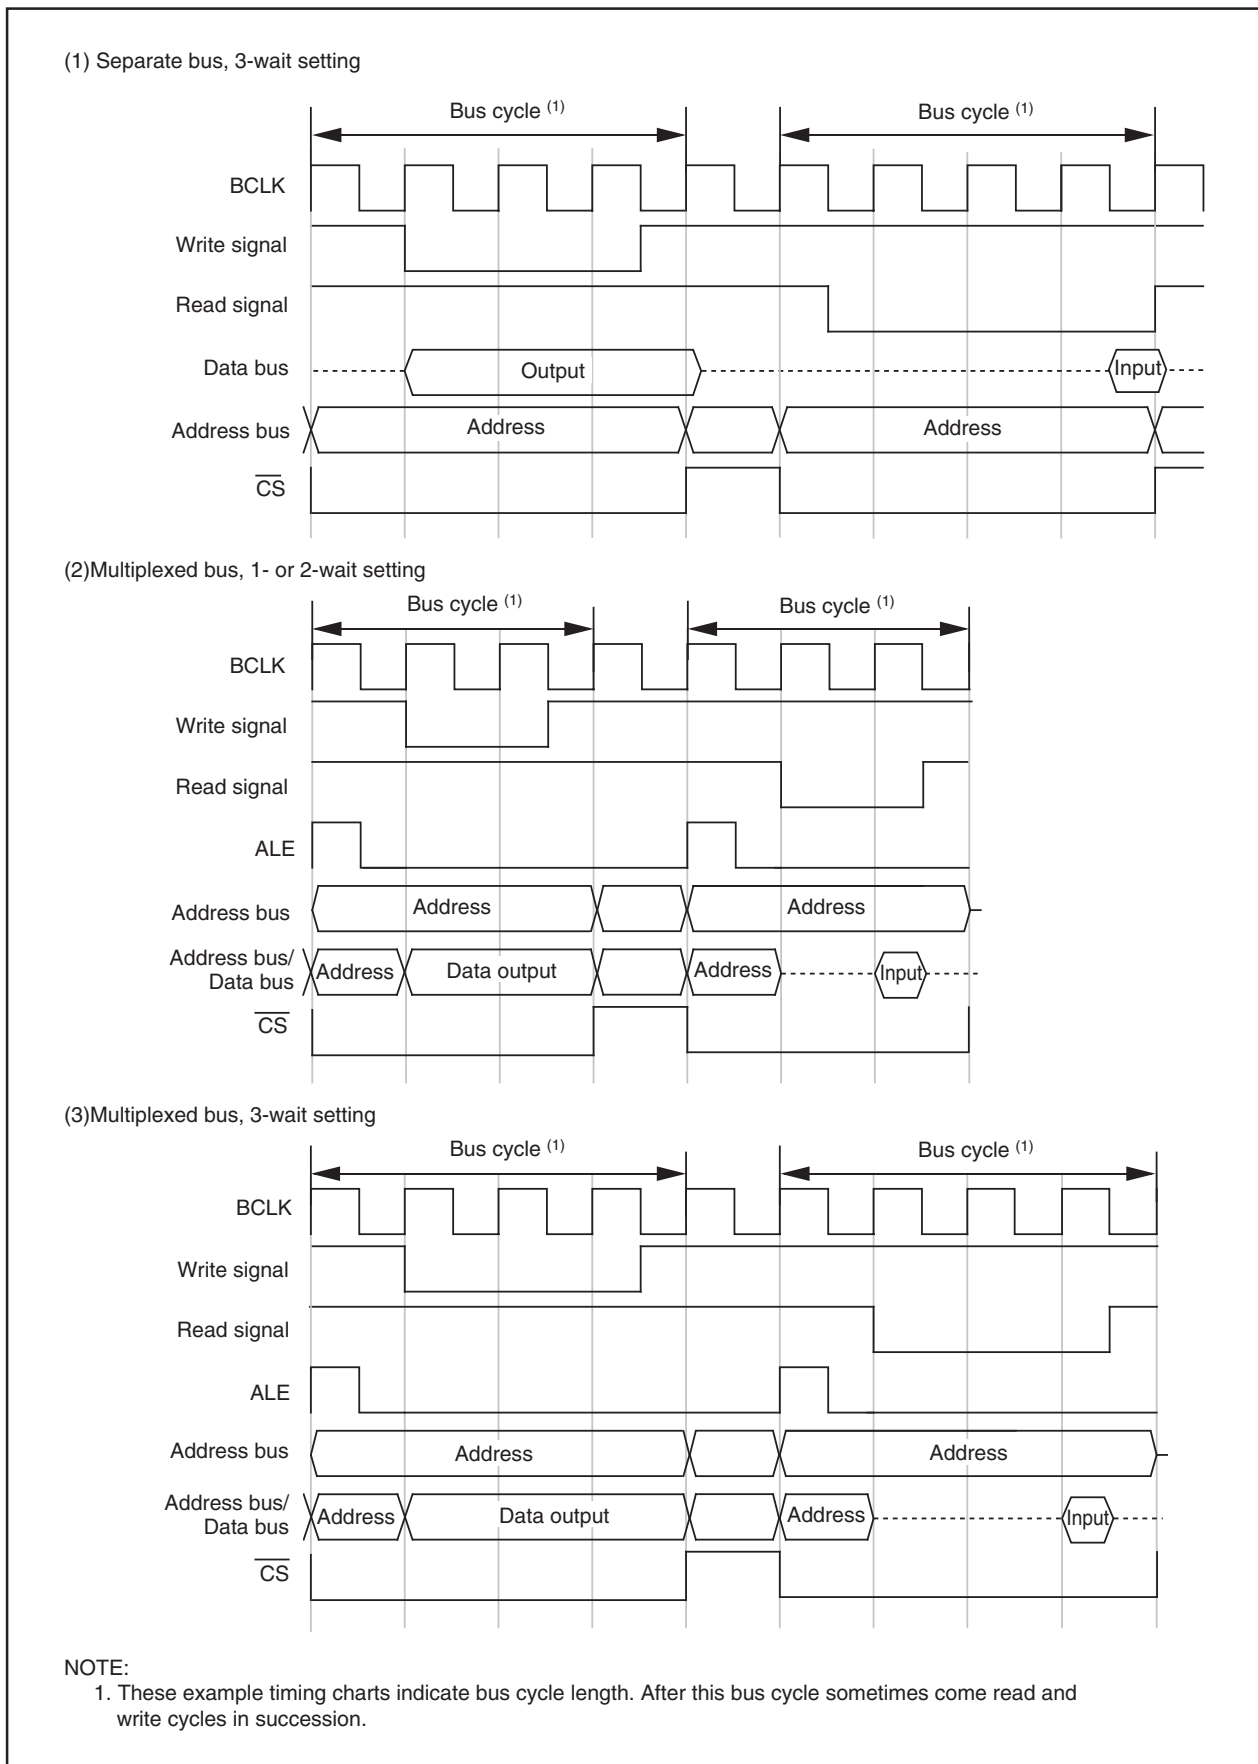 (1) Separate bus, 3-wait setting
Bus cycle (1)
Bus cycle (1)
BCLK
Write signal
Read signal
Data bus
Output
Input
Address bus
Address
Address
CS
(2)Multiplexed bus, 1- or 2-wait setting
Bus cycle (1)
Bus cycle (1)
BCLK
Write signal
Read signal
ALE
Address bus
Address
Address
Address bus/
Data bus
Address
Data output
Address
Input
CS
(3)Multiplexed bus, 3-wait setting
Bus cycle (1)
Bus cycle (1)
BCLK
Write signal
Read signal
ALE
Address bus
Address
Address
Address bus/
Data bus
Address
Data output
Address
Input
CS
NOTE:
1. These example timing charts indicate bus cycle length. After this bus cycle sometimes come read and
write cycles in succession.